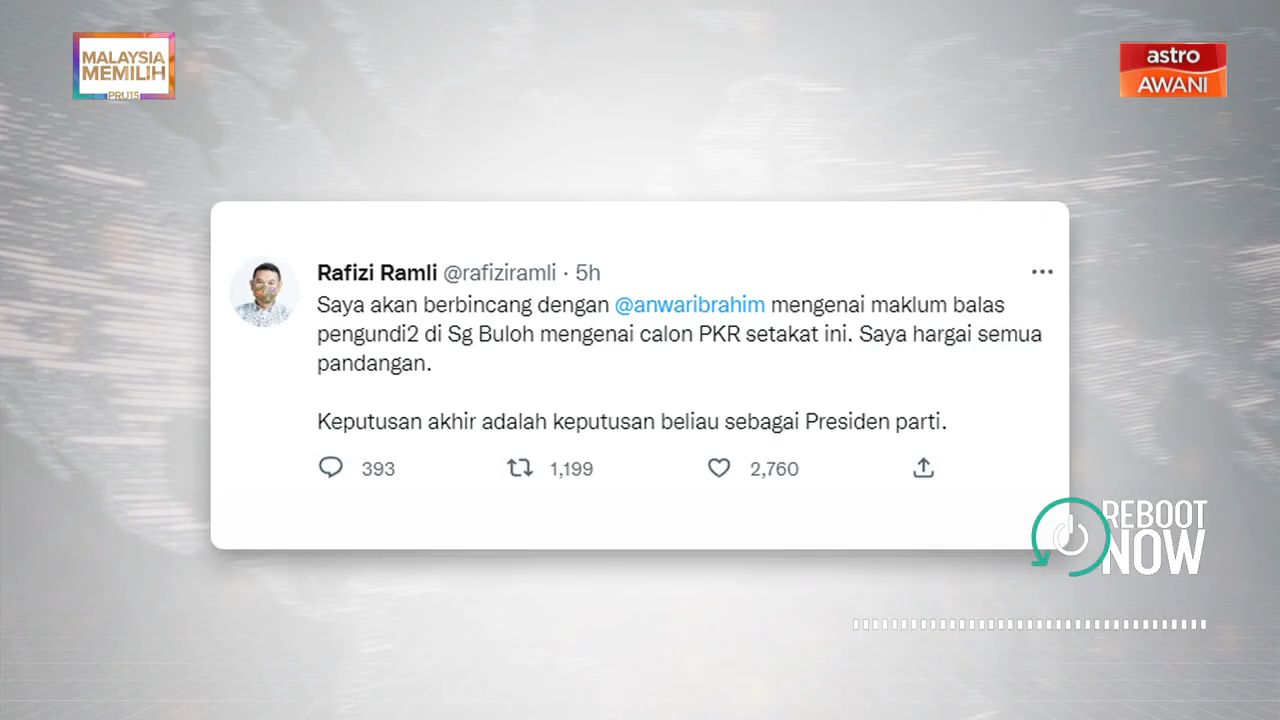 MALAYSIA
MEMILIH
PRU15
astro
AWANI
Rafizi Ramli @rafiziramli · 5h
Saya akan berbincang dengan @anwaribrahim mengenai maklum balas
pengundi2 di Sg Buloh mengenai calon PKR setakat ini. Saya hargai semua
pandangan.
Keputusan akhir adalah keputusan beliau sebagai Presiden parti.
393 1,199 2,760
REBOOT
NOW